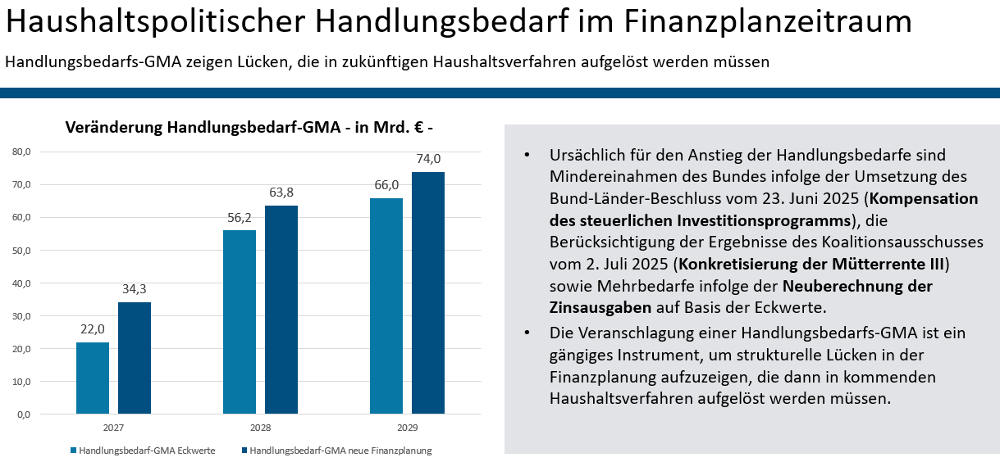 Haushaltspolitischer Handlungsbedarf im Finanzplanzeitraum
Handlungsbedarfs-GMA zeigen Lücken, die in zukünftigen Haushaltsverfahren aufgelöst werden müssen
Veränderung Handlungsbedarf-GMA - in Mrd. € -
80,0
70,0
60,0
50,0
40,0
30,0
20,0
10,0
0,0
22,0
34,3
56,2
63,8
66,0
74,0
2027
2028
2029
Handlungsbedarf-GMA Eckwerte
Handlungsbedarf-GMA neue Finanzplanung
• Ursächlich für den Anstieg der Handlungsbedarfe sind
Mindereinahmen des Bundes infolge der Umsetzung des
Bund-Länder-Beschluss vom 23. Juni 2025 (Kompensation
des steuerlichen Investitionsprogramms), die
Berücksichtigung der Ergebnisse des Koalitionsausschusses
vom 2. Juli 2025 (Konkretisierung der Mütterrente III)
sowie Mehrbedarfe infolge der Neuberechnung der
Zinsausgaben auf Basis der Eckwerte.
• Die Veranschlagung einer Handlungsbedarfs-GMA ist ein
gängiges Instrument, um strukturelle Lücken in der
Finanzplanung aufzuzeigen, die dann in kommenden
Haushaltsverfahren aufgelöst werden müssen.